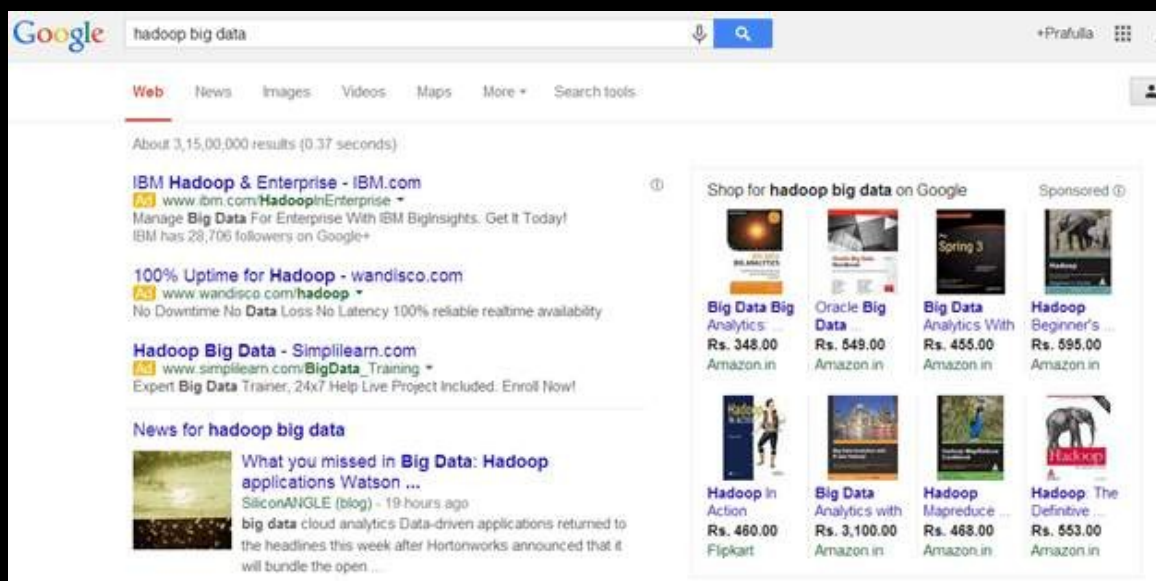 Google
hadoop big data
+Prafulla
Web News Images Videos Maps More Search tools
About 3,15,00,000 results (0.37 seconds)
IBM Hadoop & Enterprise - IBM.com
Ad www.ibm.com/HadoopInEnterprise
Manage Big Data For Enterprise With IBM BigInsights. Get It Today!
IBM has 28,706 followers on Google+
100% Uptime for Hadoop - wandisco.com
Ad www.wandisco.com/hadoop
No Downtime No Data Loss No Latency 100% reliable realtime availability
Hadoop Big Data - Simplilearn.com
Ad www.simplilearn.com/BigData_Training
Expert Big Data Trainer, 24x7 Help Live Project Included. Enroll Now!
News for hadoop big data
What you missed in Big Data: Hadoop
applications Watson ...
SiliconANGLE (blog) - 19 hours ago
big data cloud analytics Data-driven applications returned to
the headlines this week after Hortonworks announced that it
will bundle the open ...
Shop for hadoop big data on Google Sponsored
Spring 3
Hadoop
Big Data Big
Analytics: ...
Rs. 348.00
Amazon.in
Oracle Big
Data ...
Rs. 549.00
Amazon.in
Big Data
Analytics With
Rs. 455.00
Amazon.in
Hadoop
Beginner's ...
Rs. 595.00
Amazon.in
Hadoop
IN ACTION
Hadoop
Hadoop In
Action
Rs. 460.00
Flipkart
Big Data
Analytics with
Rs. 3,100.00
Amazon.in
Hadoop
Mapreduce ...
Rs. 468.00
Amazon.in
Hadoop: The
Definitive ...
Rs. 553.00
Amazon.in